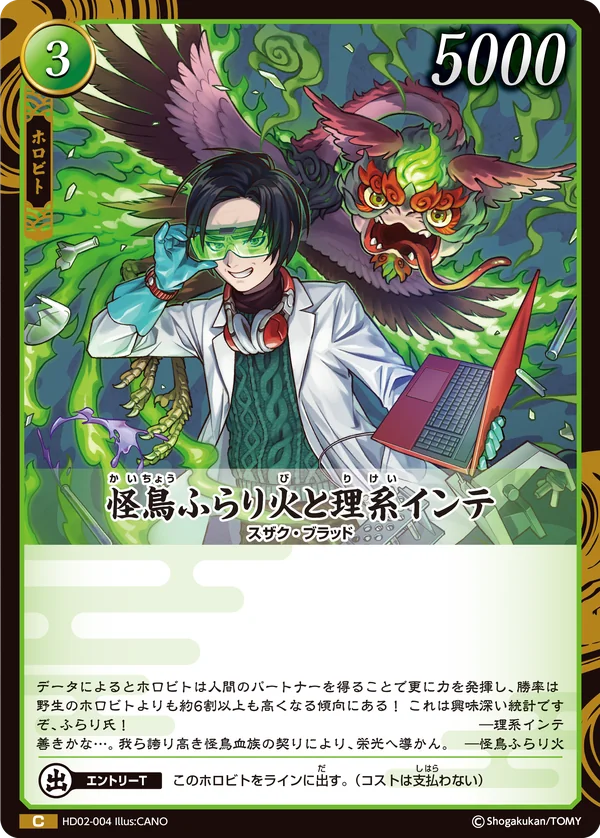 3
5000
ホロビト
かいちょう び りけい
怪鳥ふらり火と理系インテ
スザク・ブラッド
データによるとホロビトは人間のパートナーを得ることで更に力を発揮し、勝率は
野生のホロビトよりも約6割以上も高くなる傾向にある! これは興味深い統計です
ぞ、ふらり氏! ―理系インテ
善きかな…。我ら誇り高き怪鳥血族の契りにより、栄光へ導かん。 ―怪鳥ふらり火
だ しはら
出 エントリーT このホロビトをラインに出す。(コストは支払わない)
C HD02-004 Illus:CANO ©Shogakukan/TOMY